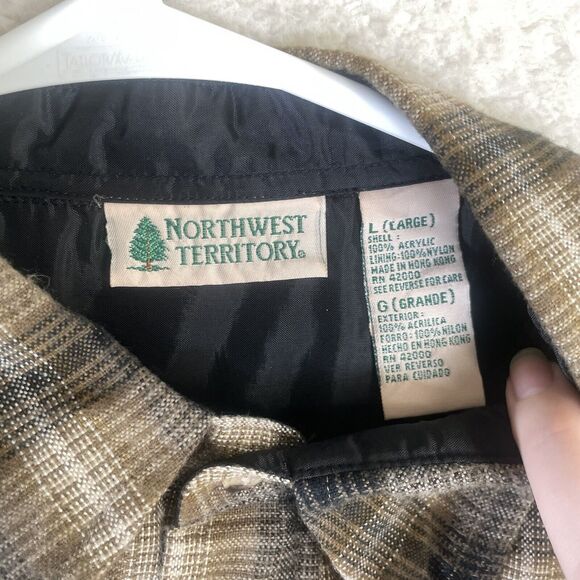 NORTHWEST
TERRITORY®
L (LARGE)
SHELL:
100% ACRYLIC
LINING:100% NYLON
MADE IN HONG KONG
RN 42000
SEE REVERSE FOR CARE
G (GRANDE)
EXTERIOR:
100% ACRILICA
FORRO:100% NILON
HECHO EN HONG KONG
RN 42000
VER REVERSO
PARA CUIDADO